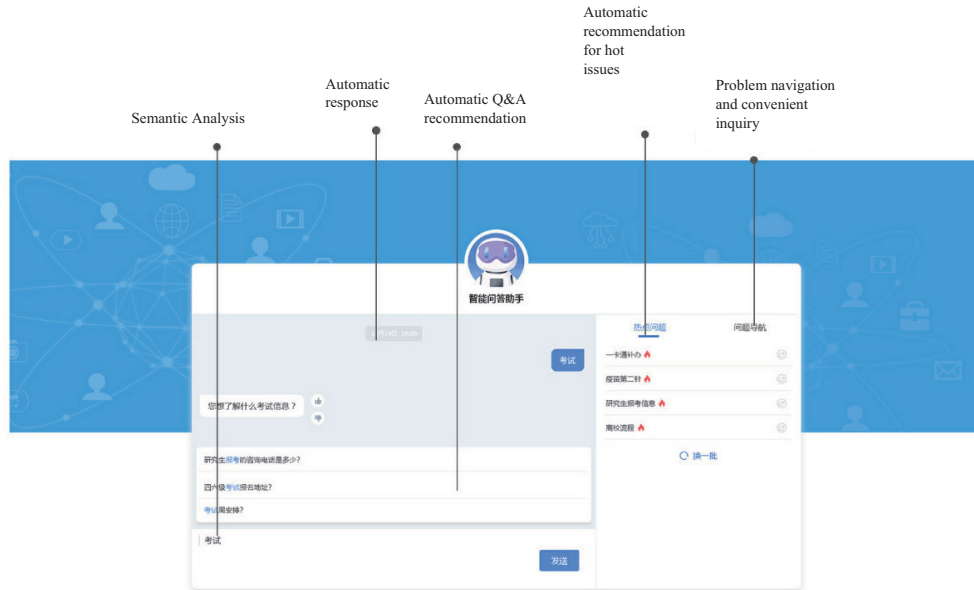 Automatic
recommendation
for hot
issues
Automatic
response
Automatic Q&A
recommendation
Problem navigation
and convenient
inquiry
Semantic Analysis
智能问答助手
考试
您想了解什么考试信息？
研究生报考的咨询电话是多少?
四六级考试报名地址?
考试周安排?
考试
发送
热点问题
问题导航
一卡通补办
疫苗第二针
研究生报考信息
离校流程
换一批